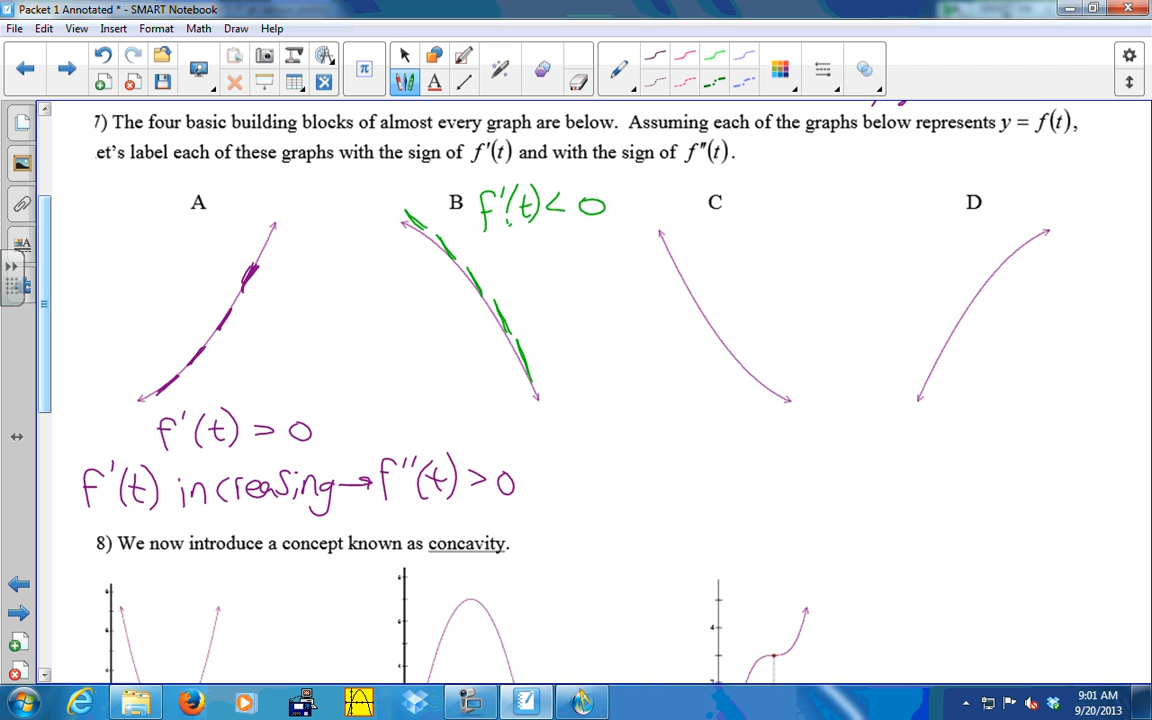 Packet 1 Annotated * - SMART Notebook
File Edit View Insert Format Math Draw Help
π
A
7) The four basic building blocks of almost every graph are below. Assuming each of the graphs below represents y = f(t),
et's label each of these graphs with the sign of f'(t) and with the sign of f"(t).
A
B f'(t) < 0
C
D
f'(t) > 0
f'(t) increasing → f''(t) > 0
8) We now introduce a concept known as concavity.
4
9:01 AM
9/20/2013